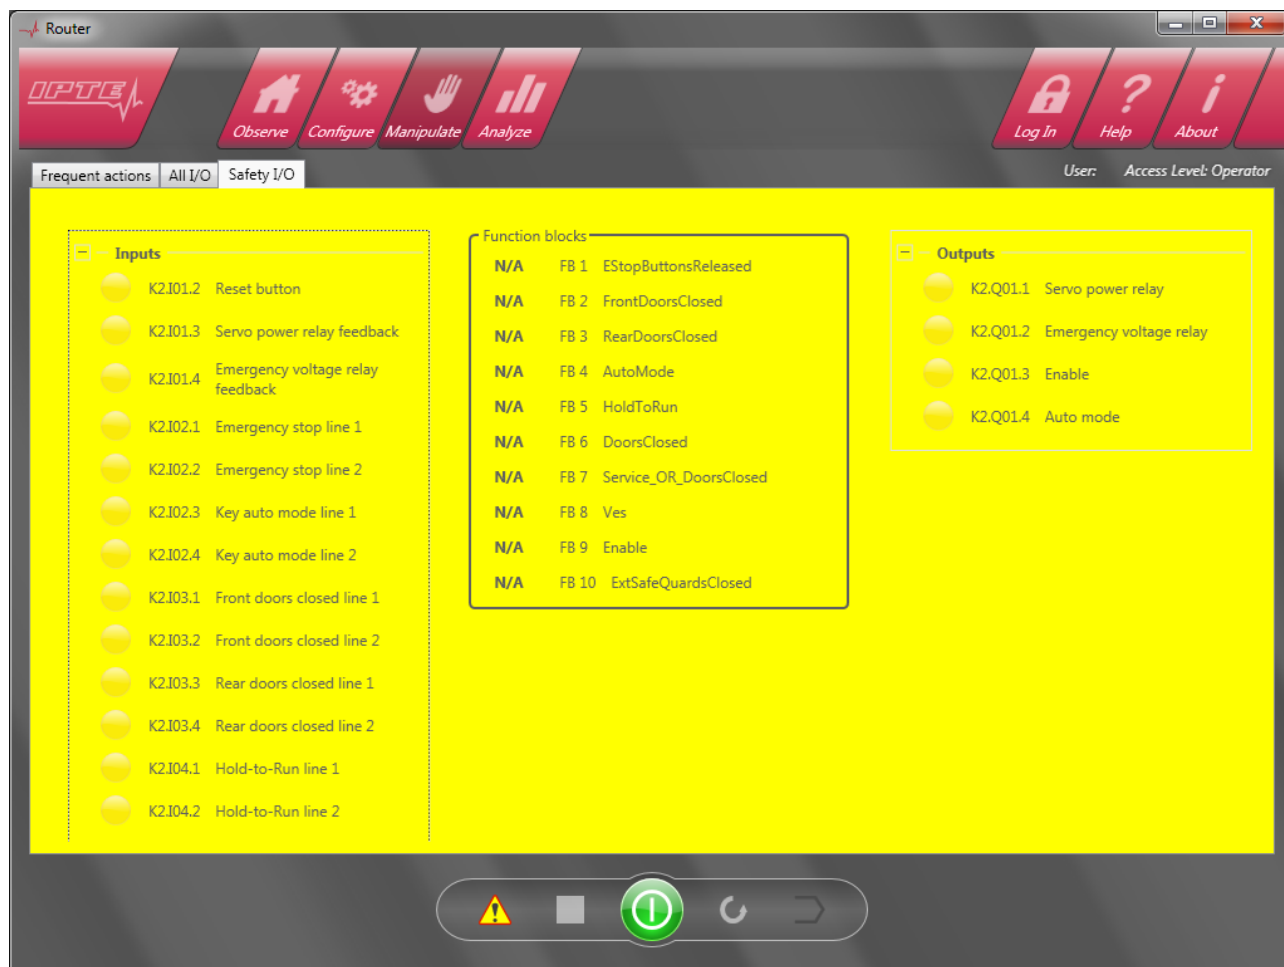 Router
IPTE
Observe
Configure
Manipulate
Analyze
Log In
Help
About
Frequent actions
All I/O
Safety I/O
User:
Access Level: Operator
Inputs
K2.I01.2 Reset button
K2.I01.3 Servo power relay feedback
K2.I01.4 Emergency voltage relay
feedback
K2.I02.1 Emergency stop line 1
K2.I02.2 Emergency stop line 2
K2.I02.3 Key auto mode line 1
K2.I02.4 Key auto mode line 2
K2.I03.1 Front doors closed line 1
K2.I03.2 Front doors closed line 2
K2.I03.3 Rear doors closed line 1
K2.I03.4 Rear doors closed line 2
K2.I04.1 Hold-to-Run line 1
K2.I04.2 Hold-to-Run line 2
Function blocks
N/A FB 1 EStopButtonsReleased
N/A FB 2 FrontDoorsClosed
N/A FB 3 RearDoorsClosed
N/A FB 4 AutoMode
N/A FB 5 HoldToRun
N/A FB 6 DoorsClosed
N/A FB 7 Service_OR_DoorsClosed
N/A FB 8 Ves
N/A FB 9 Enable
N/A FB 10 ExtSafeQuardsClosed
Outputs
K2.Q01.1 Servo power relay
K2.Q01.2 Emergency voltage relay
K2.Q01.3 Enable
K2.Q01.4 Auto mode